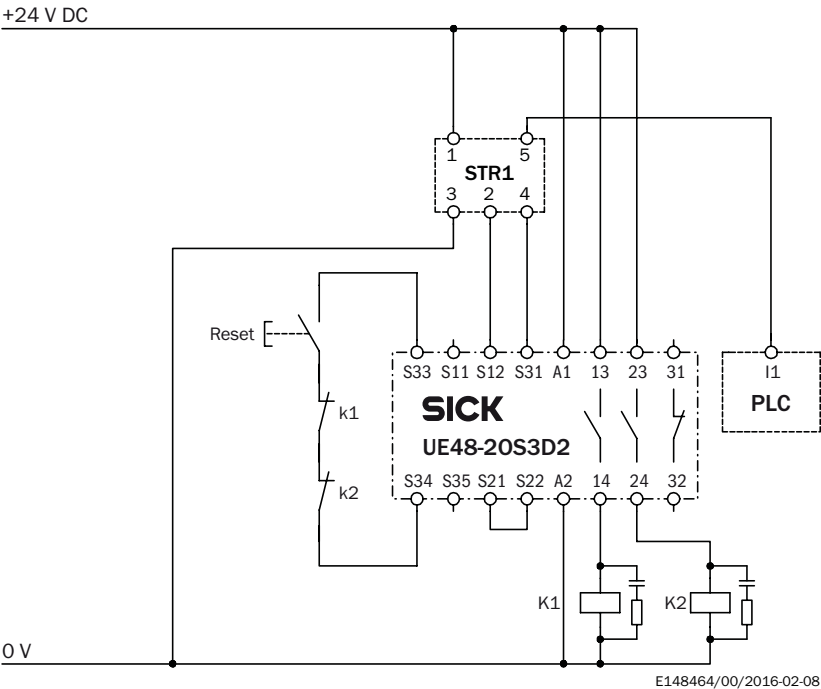 +24 V DC
1 5
STR1
3 2 4
Reset
S33 S11 S12 S31 A1 13 23 31
I1
PLC
k1
SICK
UE48-20S3D2
k2
S34 S35 S21 S22 A2 14 24 32
K1
K2
0 V
E148464/00/2016-02-08